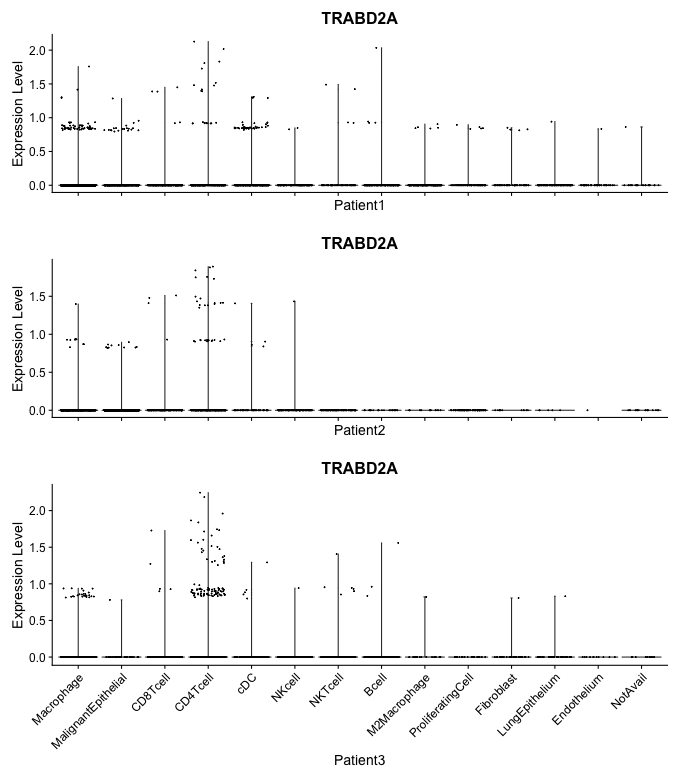 TRABD2A
Expression Level
2.0
1.5
1.0
0.5
0.0
Patient1
TRABD2A
Expression Level
1.5
1.0
0.5
0.0
Patient2
TRABD2A
Expression Level
2.0
1.5
1.0
0.5
0.0
Macrophage
MalignantEpithelial
CD8Tcell
CD4Tcell
cDC
NKcell
NKTcell
Bcell
M2Macrophage
ProliferatingCell
Fibroblast
LungEpithelium
Endothelium
NotAvail
Patient3